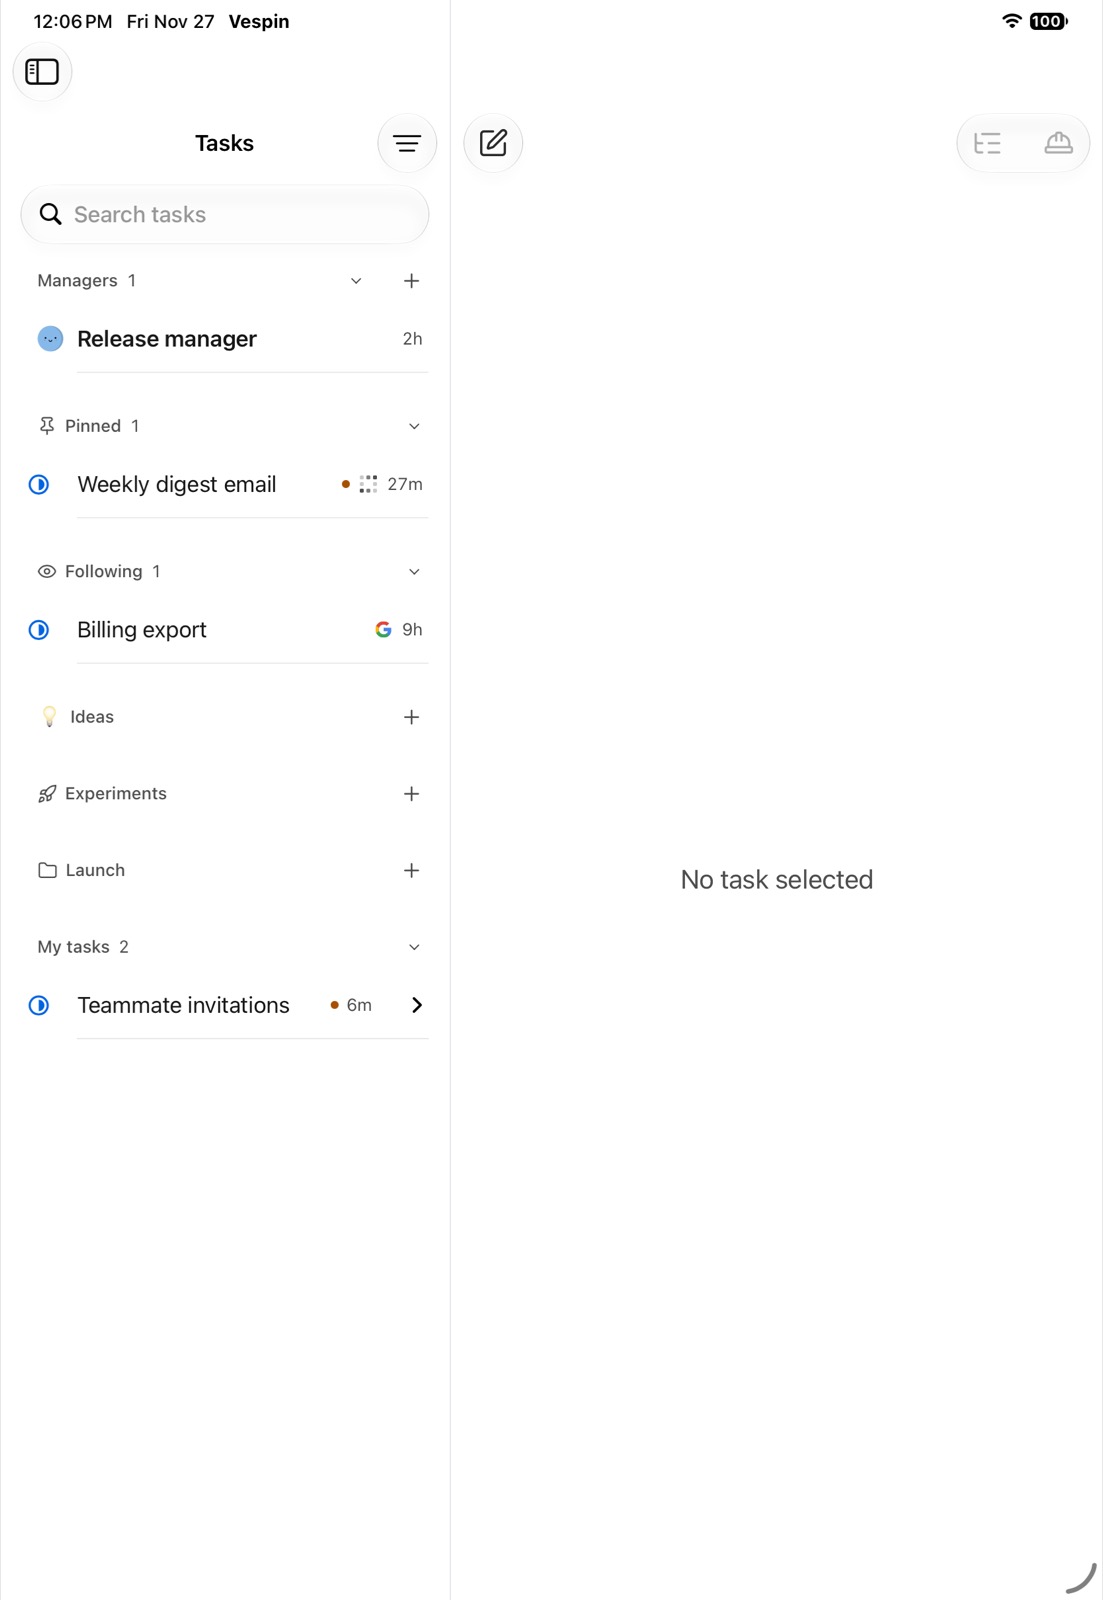 12:06 PM Fri Nov 27 Vespin
100
Tasks
Search tasks
Managers 1
Release manager 2h
Pinned 1
Weekly digest email 27m
Following 1
Billing export 9h
Ideas
Experiments
Launch
My tasks 2
Teammate invitations 6m
No task selected